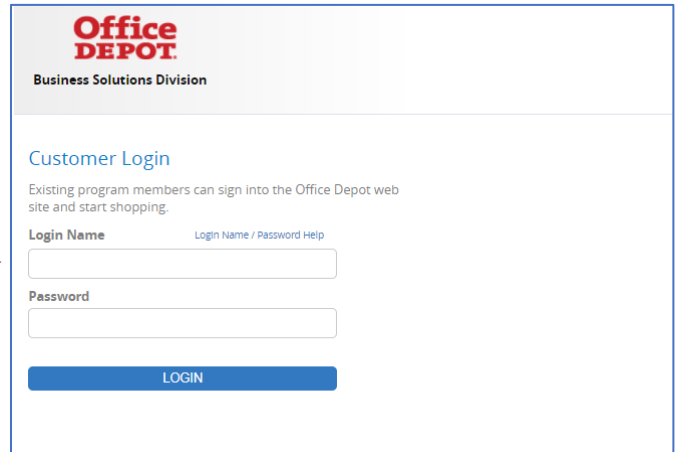 Office
DEPOT.
Business Solutions Division
Customer Login
Existing program members can sign into the Office Depot web
site and start shopping.
Login Name Login Name / Password Help
Password
LOGIN